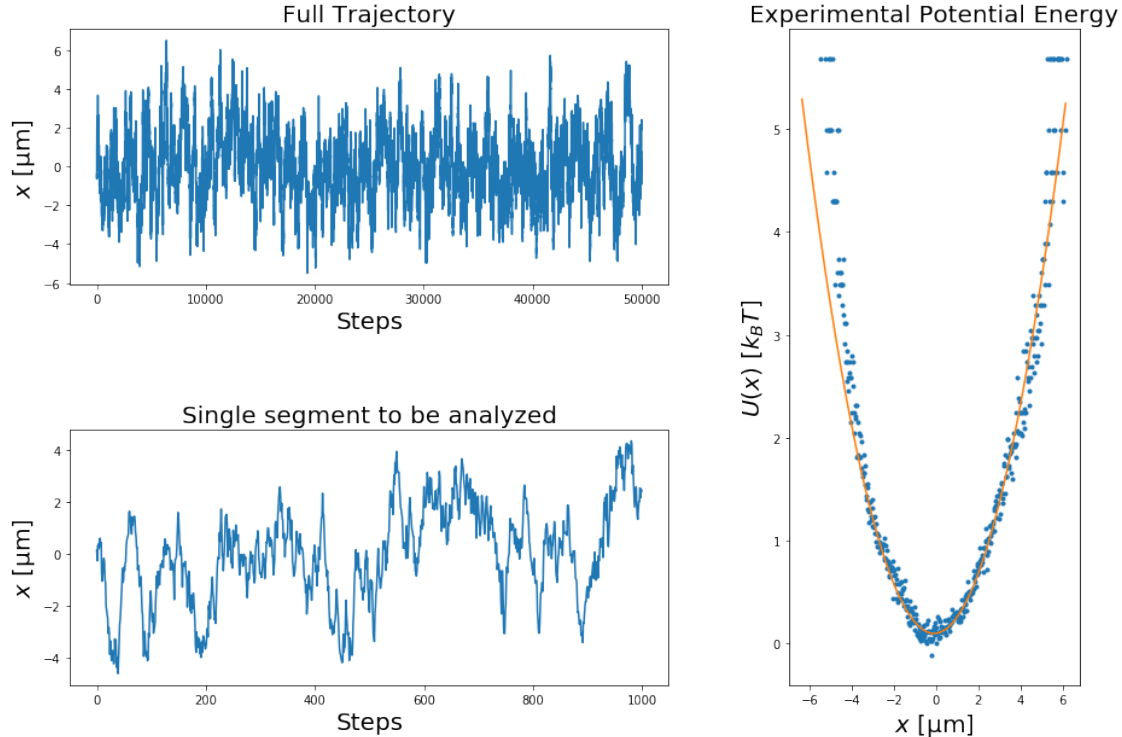 Full Trajectory
6
4
2
0
−2
−4
−6
x [µm]
0 10000 20000 30000 40000 50000
Steps
Single segment to be analyzed
4
2
0
−2
−4
x [µm]
0 200 400 600 800 1000
Steps
Experimental Potential Energy
5
4
3
2
1
0
U(x) [k_BT]
−6 −4 −2 0 2 4 6
x [µm]